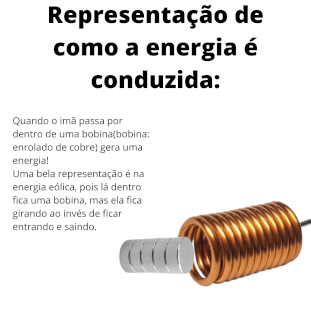 Representação de
como a energia é
conduzida:
Quando o imã passa por
dentro de uma bobina(bobina:
enrolado de cobre) gera uma
energia!
Uma bela representação é na
energia eólica, pois lá dentro
fica uma bobina, mas ela fica
girando ao invés de ficar
entrando e saindo.